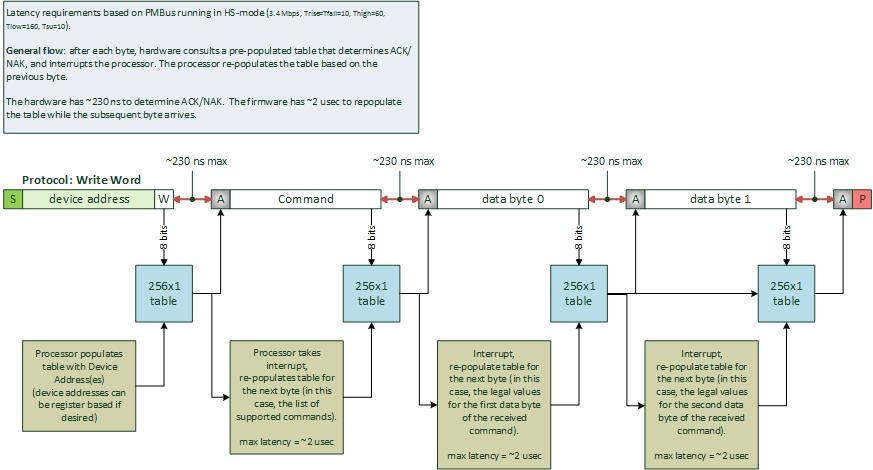 Latency requirements based on PMBus running in HS-mode (3.4 Mbps, Trise=Tfall=10, Thigh=60,
Tlow=160, Tsu=10).
General flow: after each byte, hardware consults a pre-populated table that determines ACK/
NAK, and interrupts the processor. The processor re-populates the table based on the
previous byte.
The hardware has ~230 ns to determine ACK/NAK. The firmware has ~2 usec to repopulate
the table while the subsequent byte arrives.
~230 ns max
~230 ns max
~230 ns max
~230 ns max
Protocol: Write Word
S
device address
W
A
Command
A
data byte 0
A
data byte 1
A
P
8 bits
8 bits
8 bits
8 bits
256x1
table
256x1
table
256x1
table
256x1
table
Processor populates
table with Device
Address(es)
(device addresses can
be register based if
desired)
Processor takes
interrupt,
re-populates table for
the next byte (in this
case, the list of
supported commands).
max latency = ~2 usec
Interrupt,
re-populate table for
the next byte (in this
case, the legal values
for the first data byte
of the received
command).
max latency = ~2 usec
Interrupt,
re-populate table for
the next byte (in this
case, the legal values
for the second data
byte of the received
command).
max latency = ~2 usec